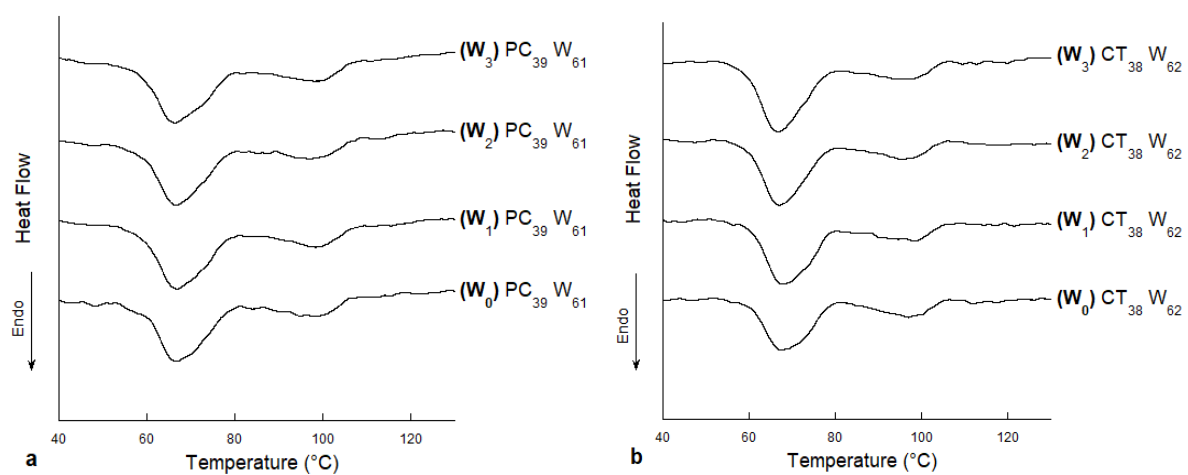 (W₃) PC₃₉ W₆₁
(W₂) PC₃₉ W₆₁
(W₁) PC₃₉ W₆₁
(W₀) PC₃₉ W₆₁
Heat Flow
Endo
40 60 80 100 120
Temperature (°C)
a
(W₃) CT₃₈ W₆₂
(W₂) CT₃₈ W₆₂
(W₁) CT₃₈ W₆₂
(W₀) CT₃₈ W₆₂
Heat Flow
Endo
40 60 80 100 120
Temperature (°C)
b